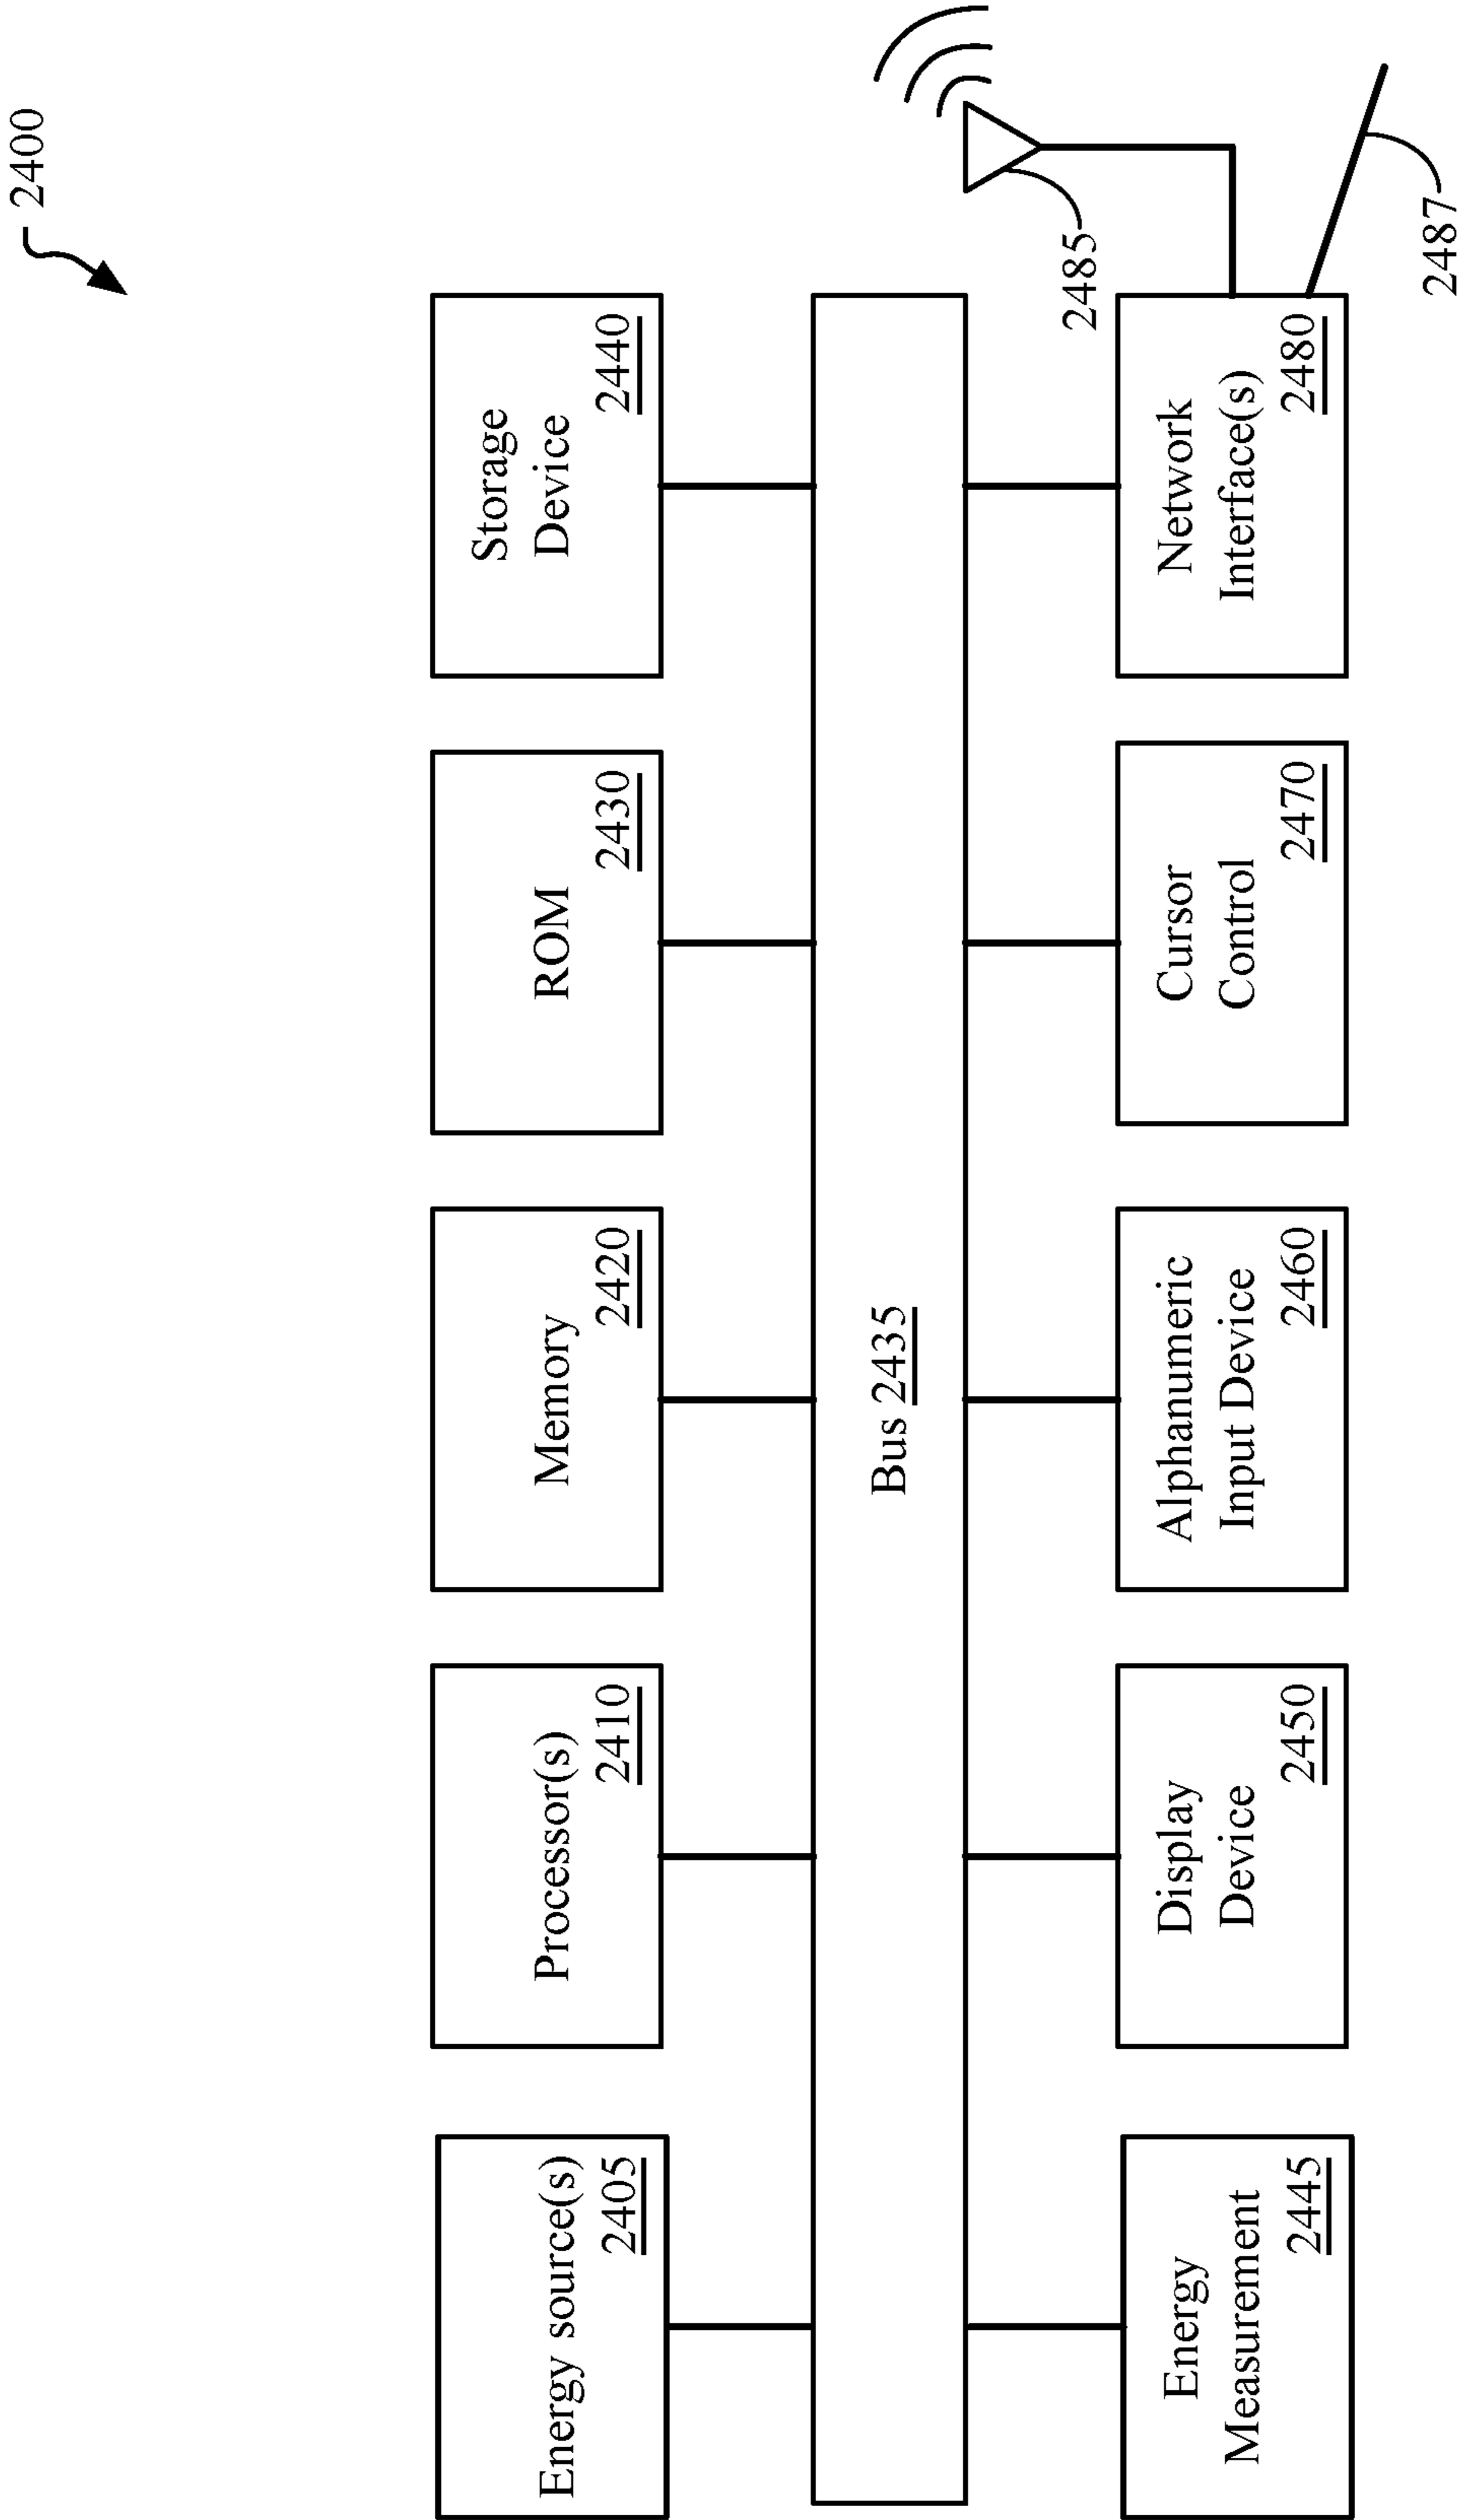 2400
Energy source(s)
2405
Processor(s)
2410
Memory
2420
ROM
2430
Storage
Device
2440
Bus 2435
Energy
Measurement
2445
Display
Device
2450
Alphanumeric
Input Device
2460
Cursor
Control
2470
Network
Interface(s)
2480
2485
2487